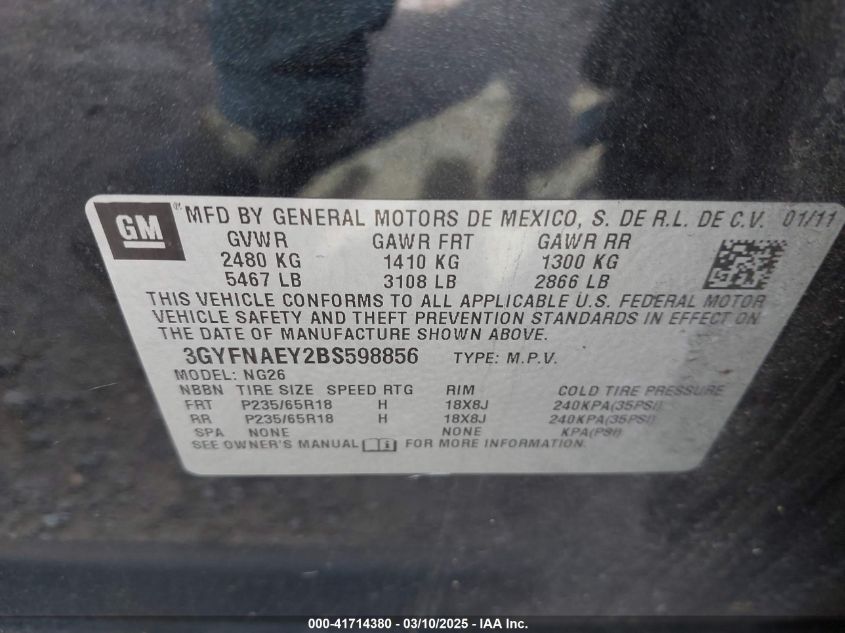 GM ® MFD BY GENERAL MOTORS DE MEXICO, S. DE R.L. DE C.V. 01/11
GVWR GAWR FRT GAWR RR
2480 KG 1410 KG 1300 KG
5467 LB 3108 LB 2866 LB
THIS VEHICLE CONFORMS TO ALL APPLICABLE U.S. FEDERAL MOTOR
VEHICLE SAFETY AND THEFT PREVENTION STANDARDS IN EFFECT ON
THE DATE OF MANUFACTURE SHOWN ABOVE.
3GYFNAEY2BS598856 TYPE: M.P.V.
MODEL: NG26
NBBN TIRE SIZE SPEED RTG RIM COLD TIRE PRESSURE
FRT P235/65R18 H 18X8J 240KPA(35PSI)
RR P235/65R18 H 18X8J 240KPA(35PSI)
SPA NONE NONE KPA(PSI)
SEE OWNER'S MANUAL FOR MORE INFORMATION.
000-41714380 — 03/10/2025 - IAA Inc.